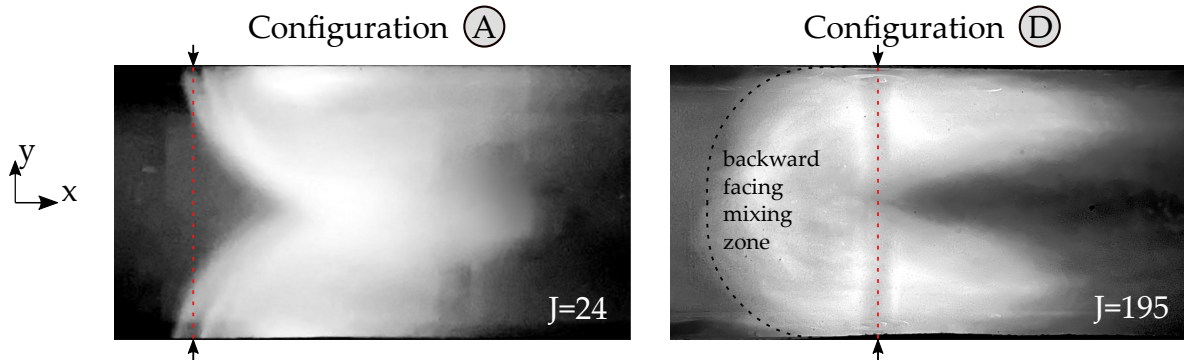 Configuration A
Configuration D
y
x
backward
facing
mixing
zone
J=24
J=195